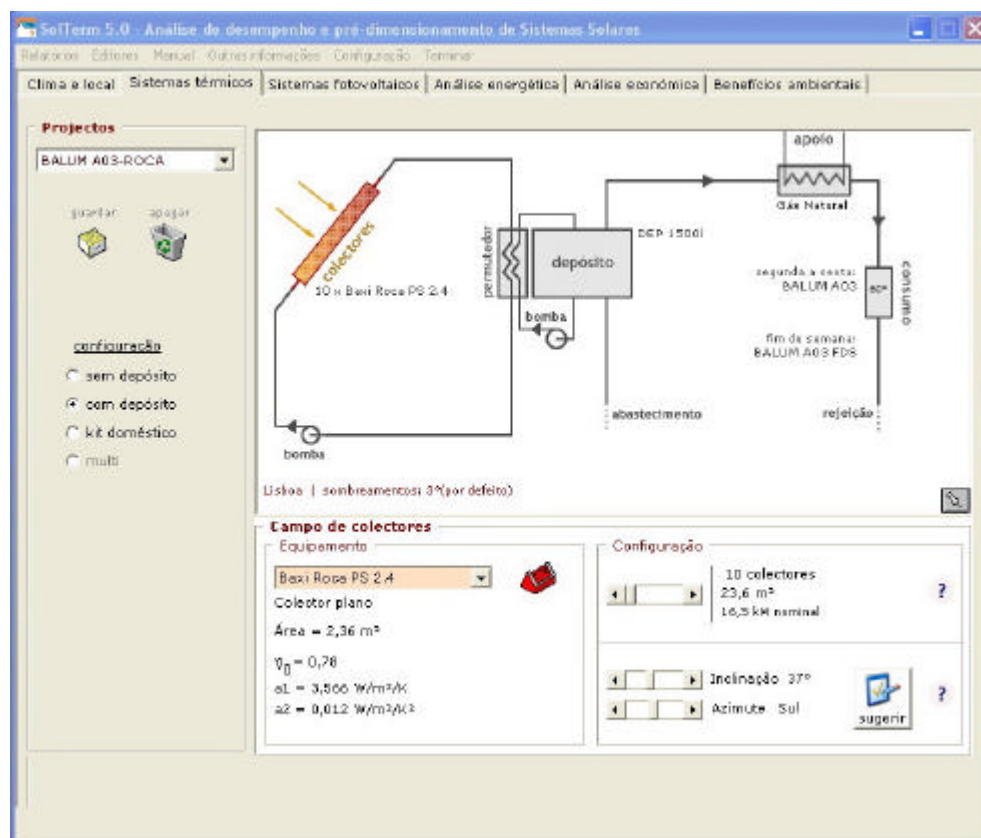 SolTerm 5.0 - Análise do desempenho e pré-dimensionamento de Sistemas Solares
Relatórios Editores Manual Outras informações Configuração Terminar
Clima e local Sistemas térmicos Sistemas fotovoltaicos Análise energética Análise económica Benefícios ambientais
Projectos
BALUM A03-ROCA
guardar apagar
configuração
sem depósito
com depósito
kit doméstico
multi
apoio
Gás Natural
colectores
10 x Baxi Roca PS 2.4
permutador
depósito
DEP 1500l
bomba
segunda a sexta:
BALUM A03
60º
consumo
fim de semana:
BALUM A03 FDS
abastecimento
rejeição
bomba
Lisboa | sombreamentos: 3º(por defeito)
Campo de colectores
Equipamento
Baxi Roca PS 2.4
Colector plano
Área = 2,36 m²
η0 = 0,78
a1 = 3,566 W/m²/K
a2 = 0,012 W/m²/K²
Configuração
10 colectores
23,6 m²
16,5 kW nominal
?
Inclinação 37º
Azimute Sul
sugerir
?